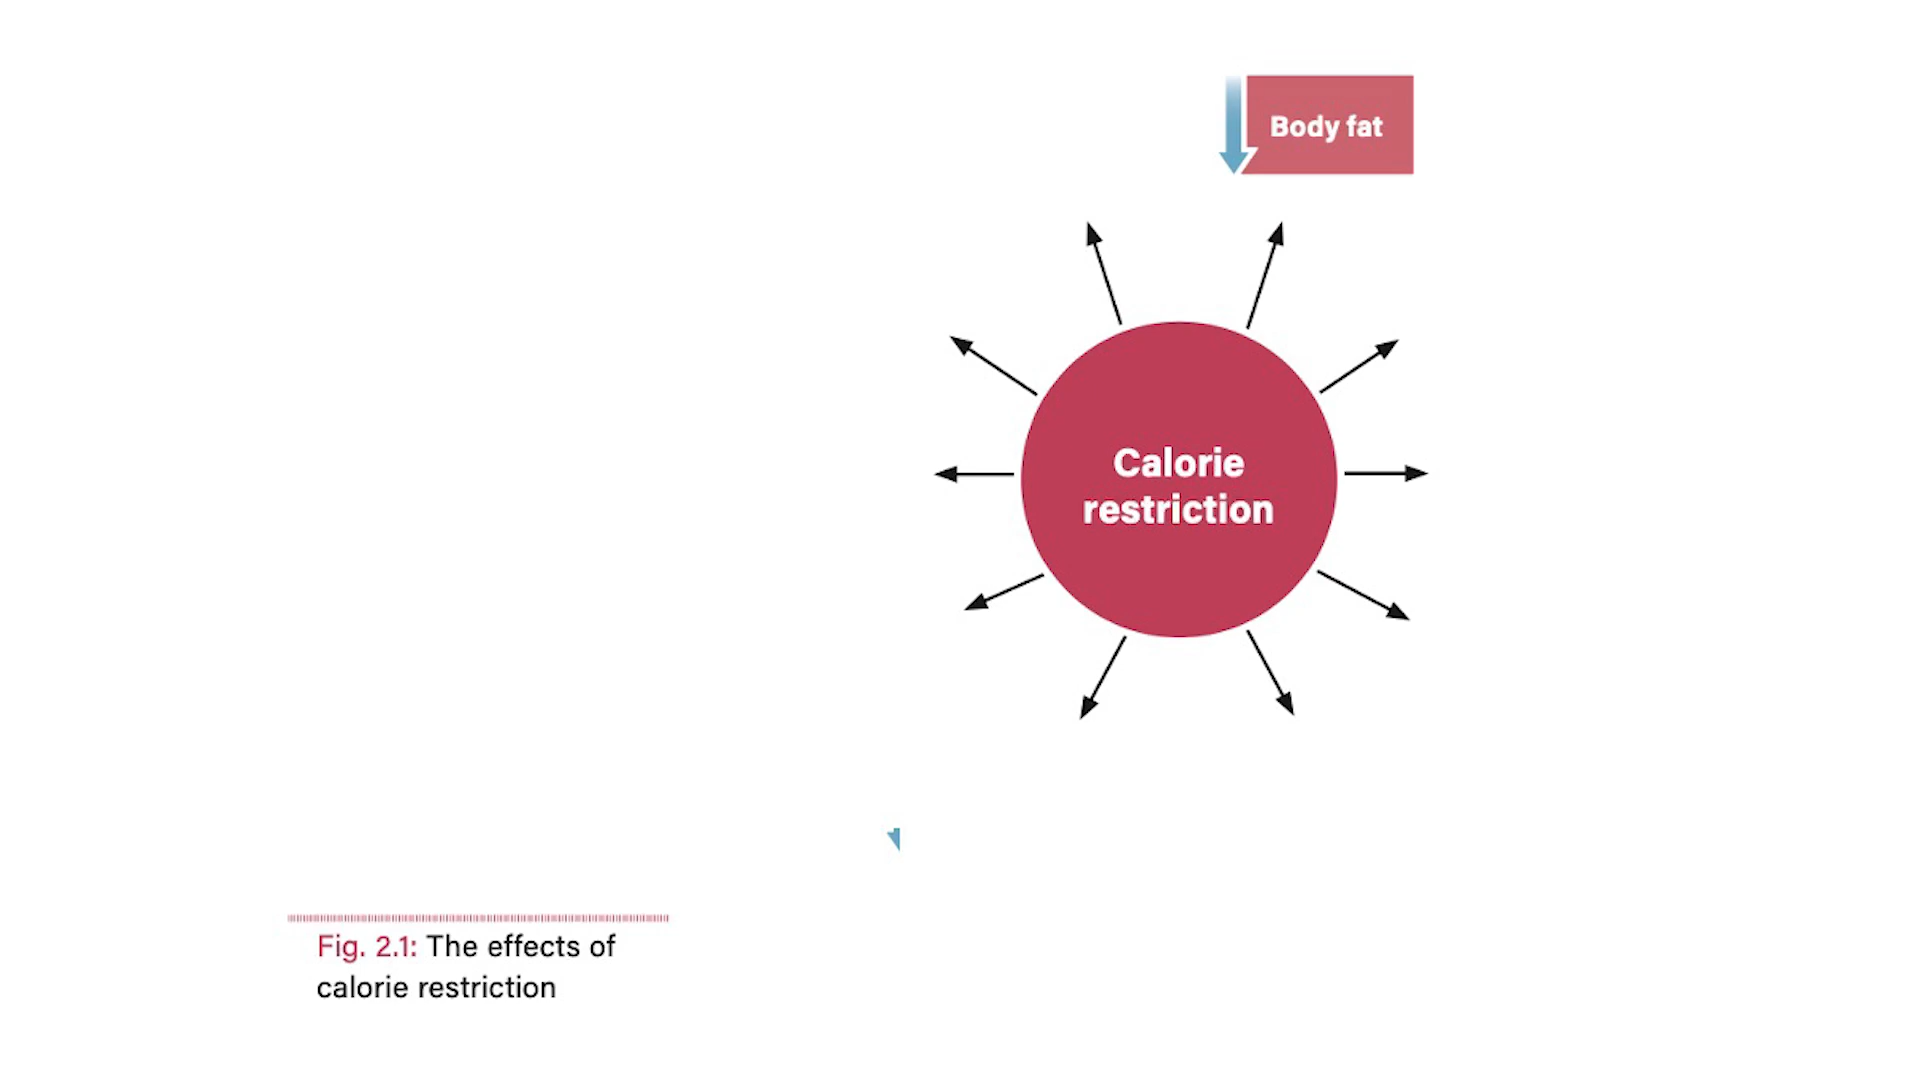 Body fat
Calorie
restriction
Fig. 2.1: The effects of
calorie restriction